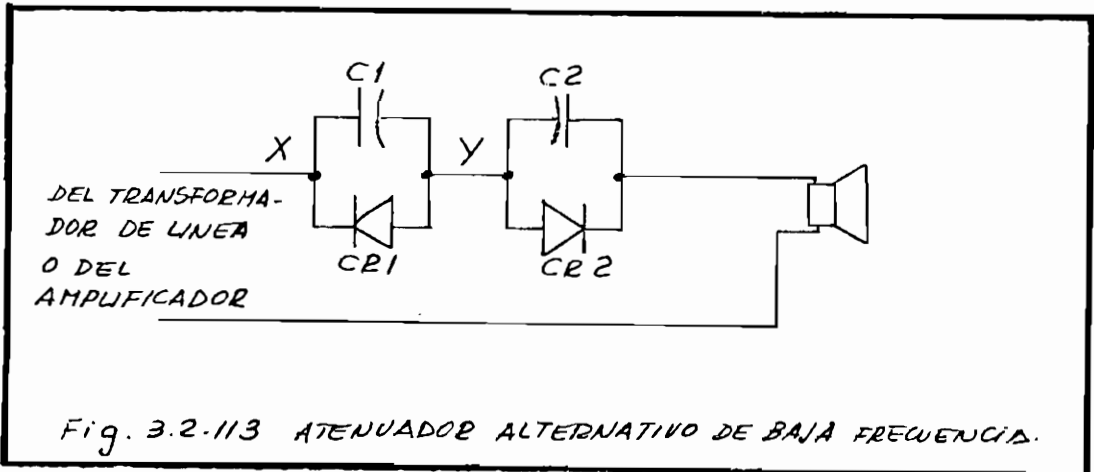 C1
C2
X
Y
DEL TRANSFORMA-
DOR DE LINEA
O DEL
AMPLIFICADOR
CR1
CR2
Fig. 3.2-113 ATENUADOR ALTERNATIVO DE BAJA FRECUENCIA.